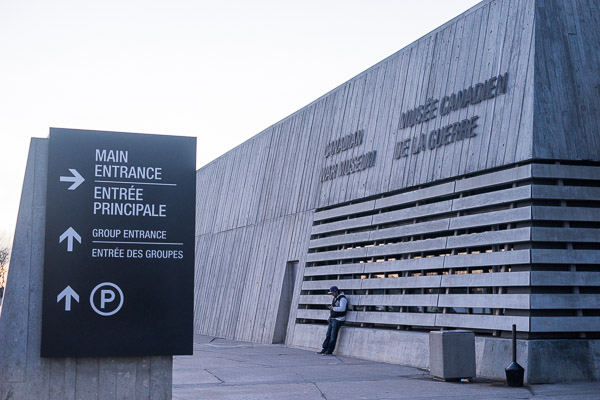 MAIN
ENTRANCE
ENTRÉE
PRINCIPALE
GROUP ENTRANCE
ENTRÉE DES GROUPES
P
CANADIAN
WAR MUSEUM
MUSÉE CANADIEN
DE LA GUERRE